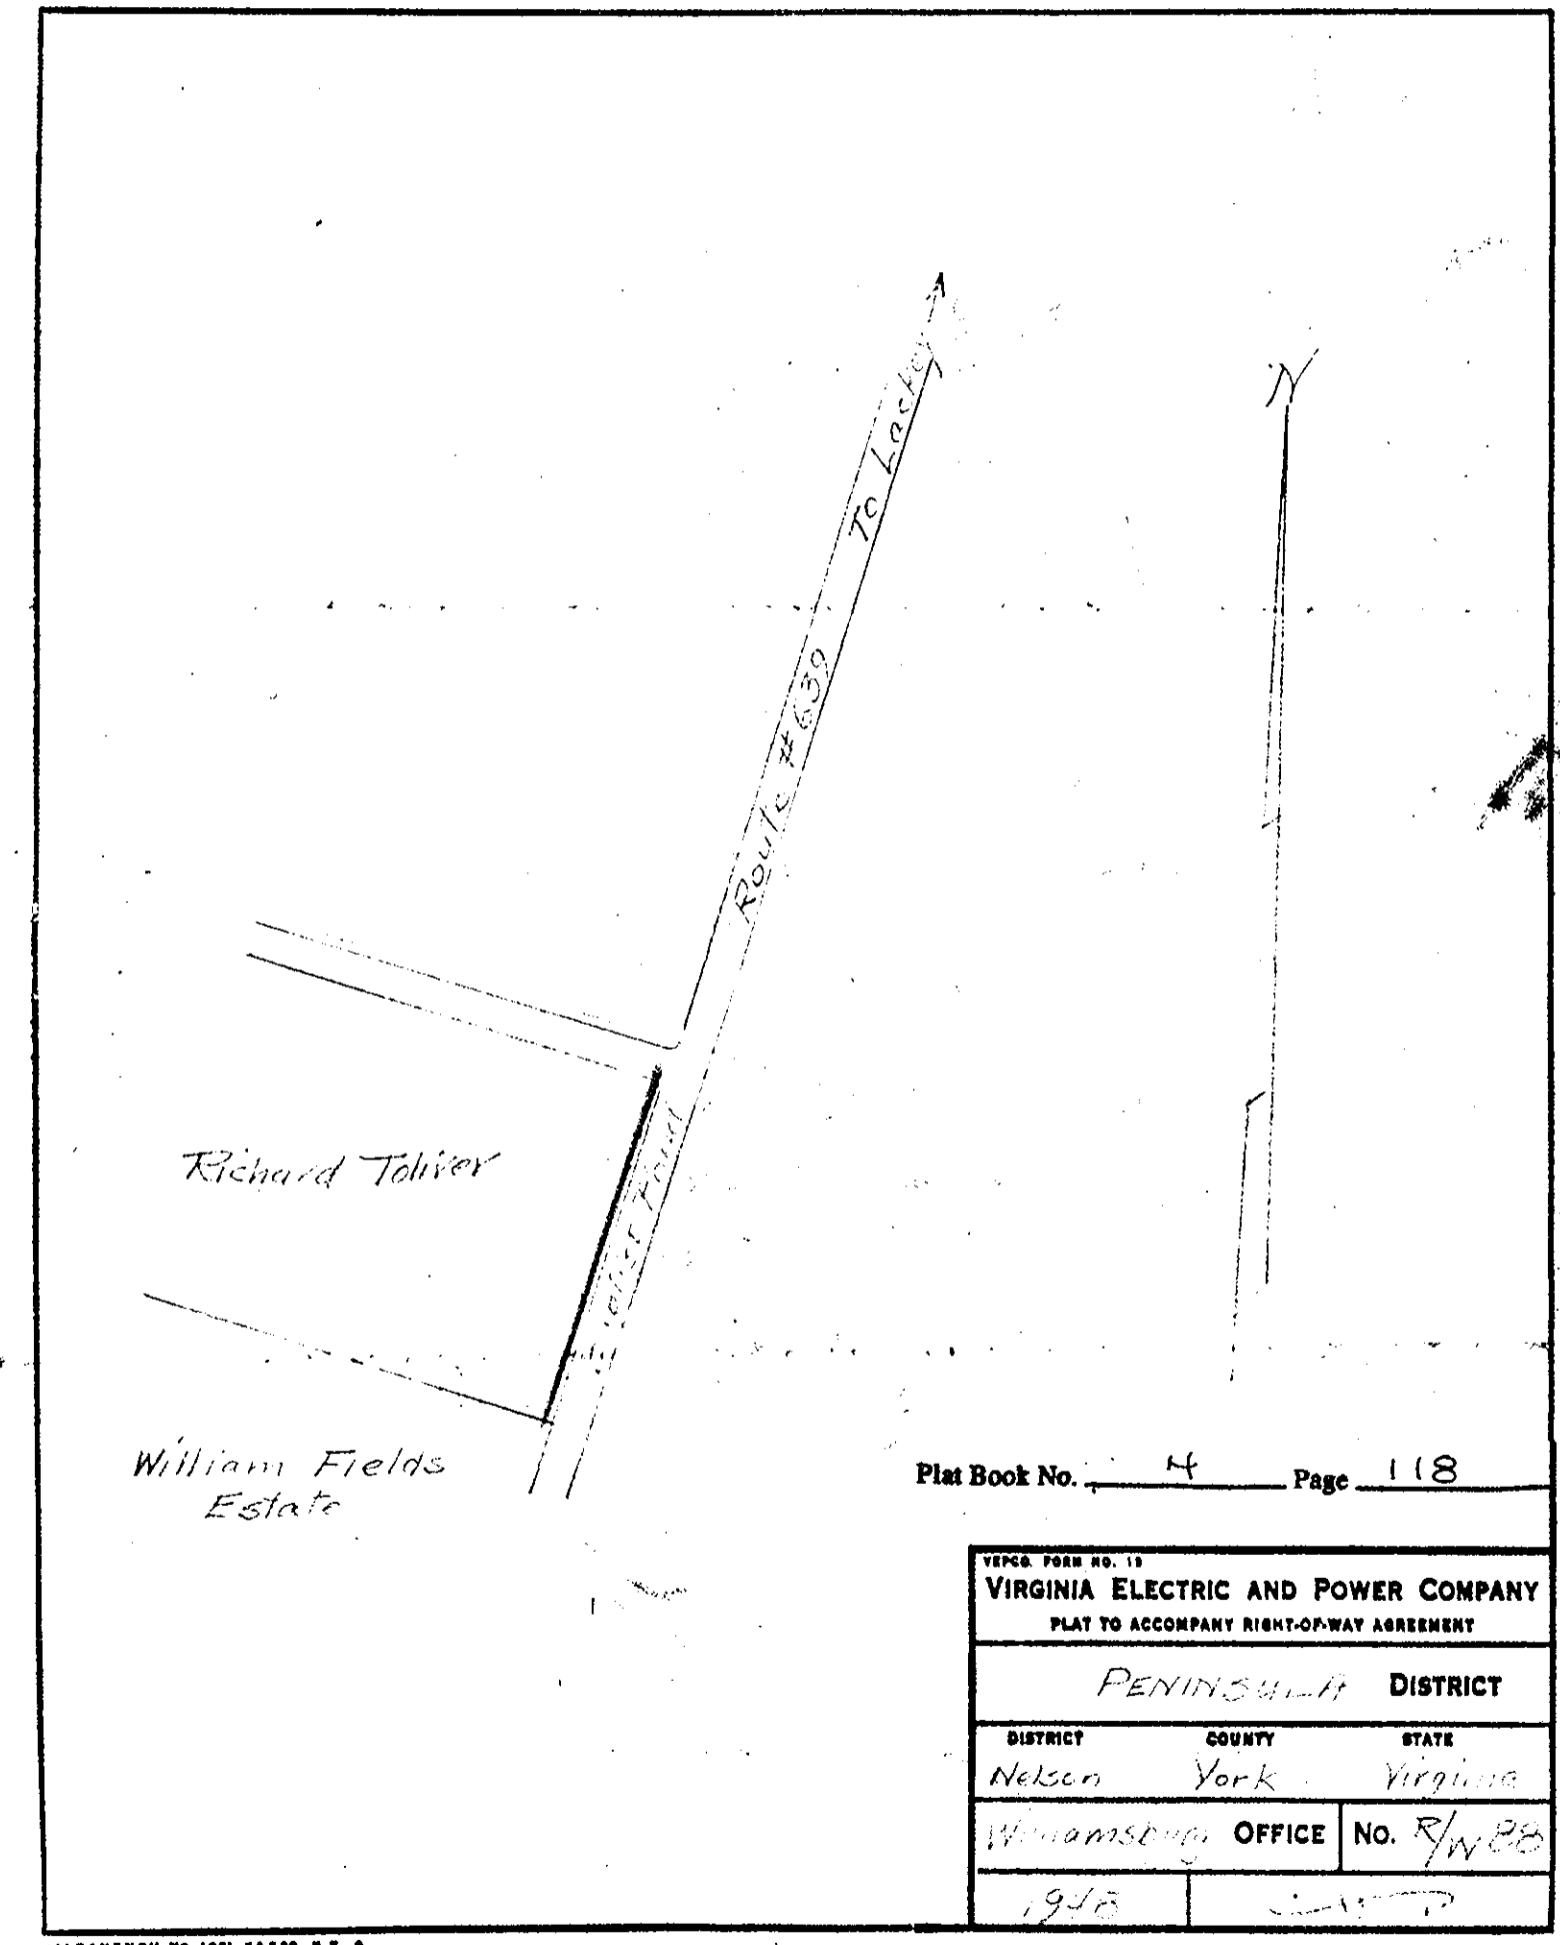 N
To Lackey
Route #639
Richard Toliver
William Fields
Estate
Plat Book No. 4 Page 118
VEPCO. FORM NO. 13
VIRGINIA ELECTRIC AND POWER COMPANY
PLAT TO ACCOMPANY RIGHT-OF-WAY AGREEMENT
PENINSULA DISTRICT
DISTRICT COUNTY STATE
Nelson York Virginia
Williamsburg OFFICE No. R/W 88
1948